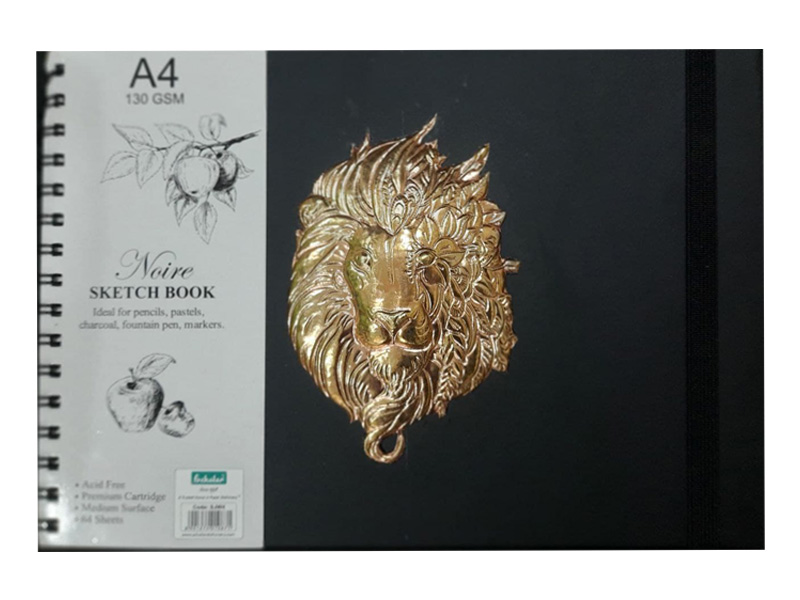 A4
130 GSM
Noire
SKETCH BOOK
Ideal for pencils, pastels,
charcoal, fountain pen, markers.
• Acid Free
• Premium Cartridge
• Medium Surface
• 64 Sheets
Scholar